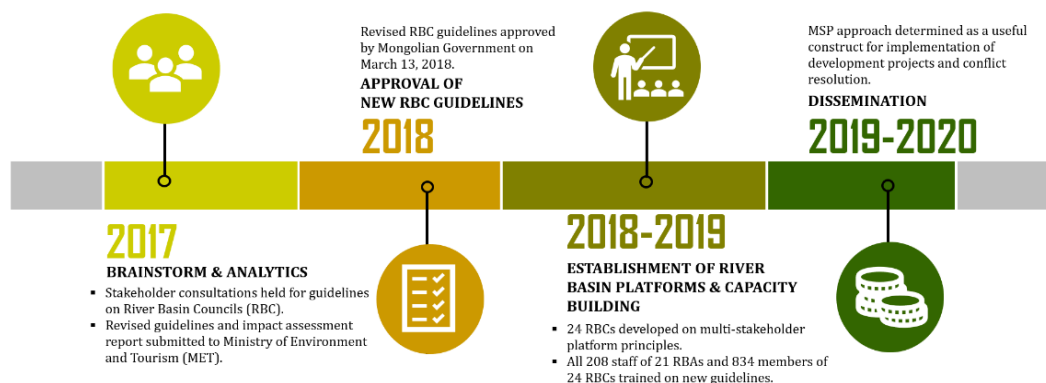 2017
BRAINSTORM & ANALYTICS
▪ Stakeholder consultations held for guidelines
on River Basin Councils (RBC).
▪ Revised guidelines and impact assessment
report submitted to Ministry of Environment
and Tourism (MET).
Revised RBC guidelines approved
by Mongolian Government on
March 13, 2018.
APPROVAL OF
NEW RBC GUIDELINES
2018
2018-2019
ESTABLISHMENT OF RIVER
BASIN PLATFORMS & CAPACITY
BUILDING
▪ 24 RBCs developed on multi-stakeholder
platform principles.
▪ All 208 staff of 21 RBAs and 834 members of
24 RBCs trained on new guidelines.
MSP approach determined as a useful
construct for implementation of
development projects and conflict
resolution.
DISSEMINATION
2019-2020